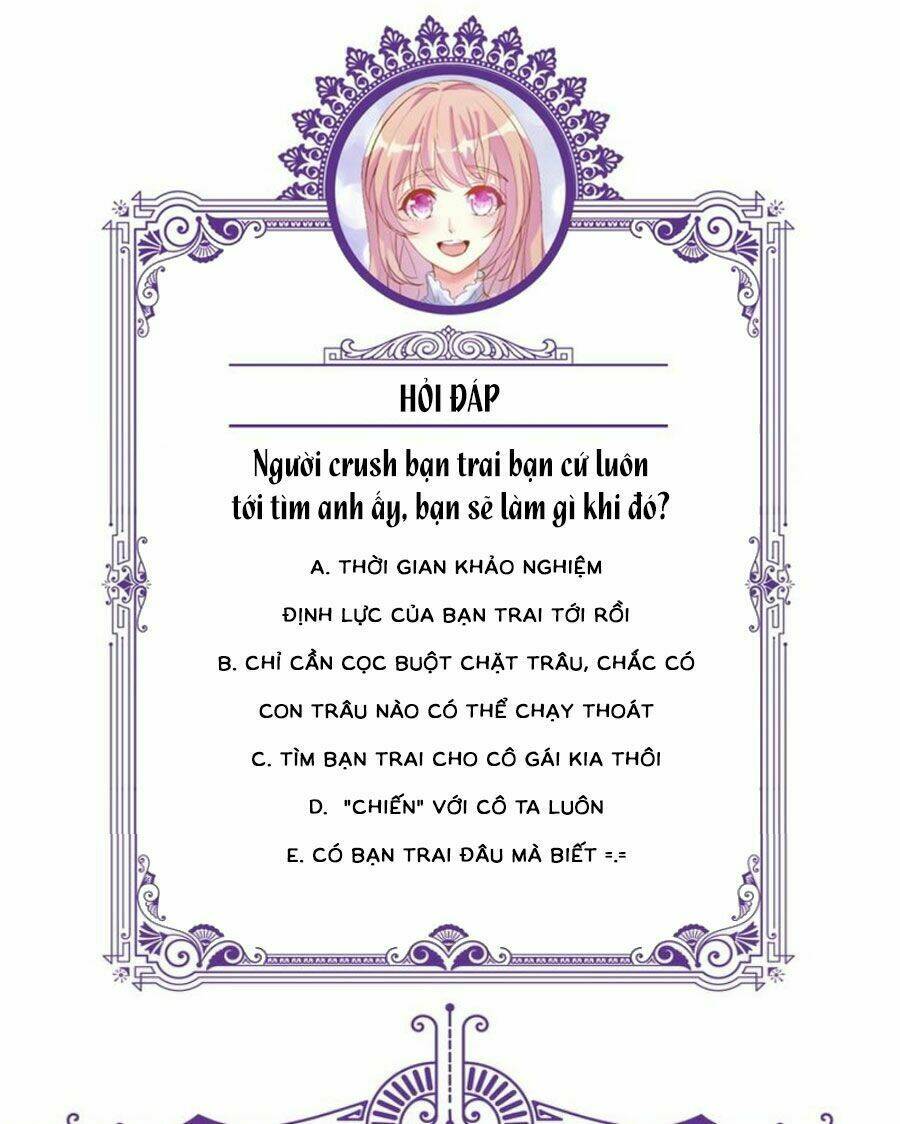 HỎI ĐÁP
Người crush bạn trai bạn cứ luôn
tới tìm anh ấy, bạn sẽ làm gì khi đó?
A. THỜI GIAN KHẢO NGHIỆM
ĐỊNH LỰC CỦA BẠN TRAI TỚI RỒI
B. CHỈ CẦN CỌC BUỘT CHẶT TRÂU, CHẮC CÓ
CON TRÂU NÀO CÓ THỂ CHẠY THOÁT
C. TÌM BẠN TRAI CHO CÔ GÁI KIA THÔI
D. "CHIẾN" VỚI CÔ TA LUÔN
E. CÓ BẠN TRAI ĐÂU MÀ BIẾT =.=